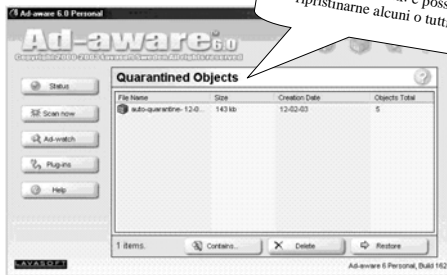 ripristinarne alcuni o tutti
Ad-aware 6.0 Personal
Ad-aware 6.0
Status
Scan now
Ad-watch
Plug-ins
Help
Quarantined Objects
File Name Size Creation Date Objects Total
auto-quarantine- 12-0... 143 kb 12-02-03 5
1 items.
Contains...
Delete
Restore
LAVASOFT
Ad-aware 6 Personal, Build 162